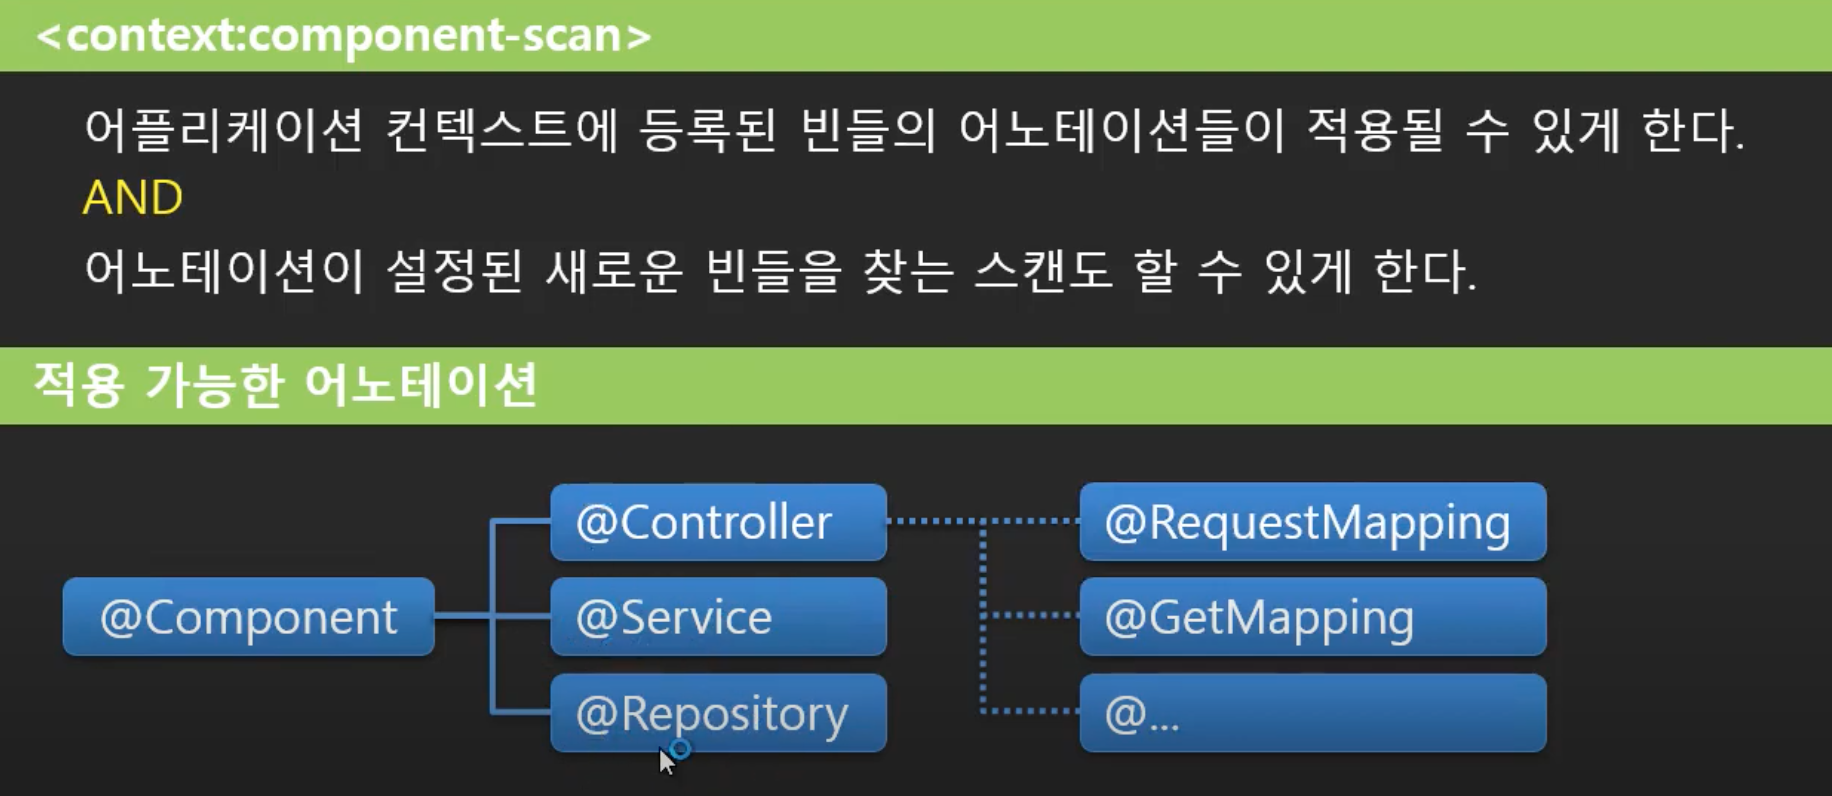 <context:component-scan>
어플리케이션 컨텍스트에 등록된 빈들의 어노테이션들이 적용될 수 있게 한다.
AND
어노테이션이 설정된 새로운 빈들을 찾는 스캔도 할 수 있게 한다.
적용 가능한 어노테이션
@Component
@Controller
@Service
@Repository
@RequestMapping
@GetMapping
@...